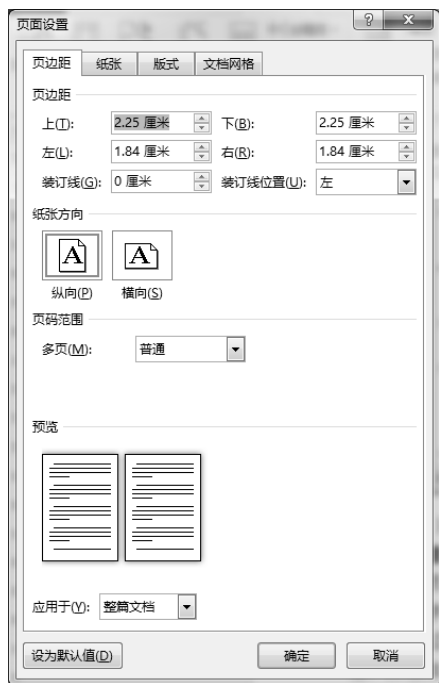 页面设置
页边距 纸张 版式 文档网格
页边距
上(T): 2.25 厘米 下(B): 2.25 厘米
左(L): 1.84 厘米 右(R): 1.84 厘米
装订线(G): 0 厘米 装订线位置(U): 左
纸张方向
A A
纵向(P) 横向(S)
页码范围
多页(M): 普通
预览
应用于(Y): 整篇文档
设为默认值(D) 确定 取消